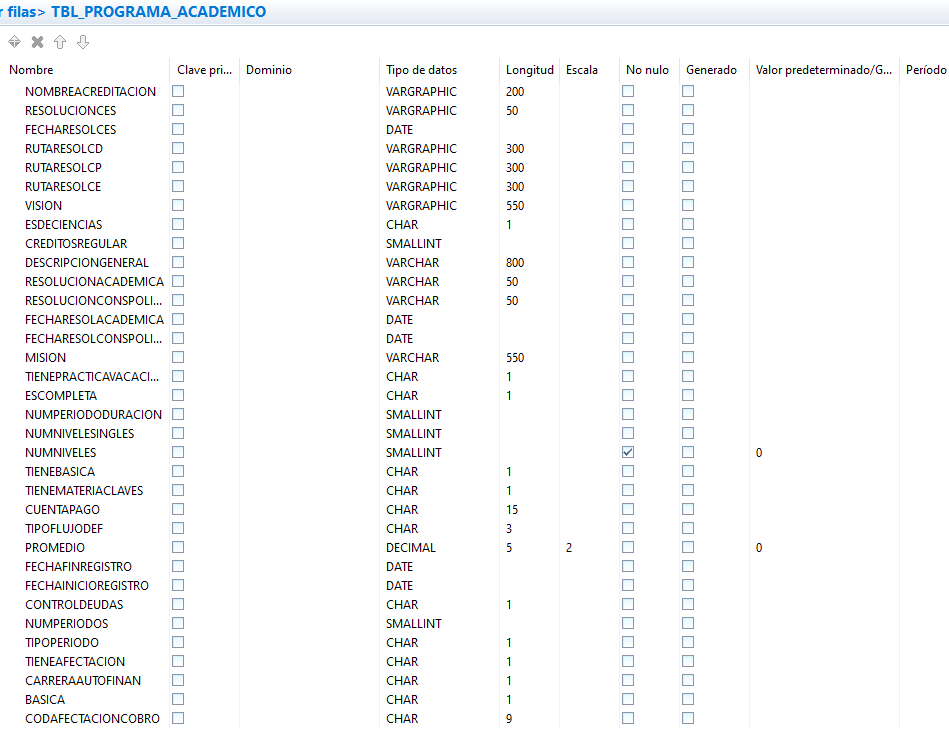 r filas> TBL_PROGRAMA_ACADEMICO
Nombre Clave pri... Dominio Tipo de datos Longitud Escala No nulo Generado Valor predeterminado/G... Período
NOMBREACREDITACION VARGRAPHIC 200
RESOLUCIONCES VARGRAPHIC 50
FECHARESOLCES DATE
RUTARESOLCD VARGRAPHIC 300
RUTARESOLCP VARGRAPHIC 300
RUTARESOLCE VARGRAPHIC 300
VISION VARGRAPHIC 550
ESDECIENCIAS CHAR 1
CREDITOSREGULAR SMALLINT
DESCRIPCIONGENERAL VARCHAR 800
RESOLUCIONACADEMICA VARCHAR 50
RESOLUCIONCONSPOLI... VARCHAR 50
FECHARESOLACADEMICA DATE
FECHARESOLCONSPOLI... DATE
MISION VARCHAR 550
TIENEPRACTICAVACACI... CHAR 1
ESCOMPLETA CHAR 1
NUMPERIODODURACION SMALLINT
NUMNIVELESINGLES SMALLINT
NUMNIVELES SMALLINT 0
TIENEBASICA CHAR 1
TIENEMATERIACLAVES CHAR 1
CUENTAPAGO CHAR 15
TIPOFLUJODEF CHAR 3
PROMEDIO DECIMAL 5 2 0
FECHAFINREGISTRO DATE
FECHAINICIOREGISTRO DATE
CONTROLDEUDAS CHAR 1
NUMPERIODOS SMALLINT
TIPOPERIODO CHAR 1
TIENEAFECTACION CHAR 1
CARRERAAUTOFINAN CHAR 1
BASICA CHAR 1
CODAFECTACIONCOBRO CHAR 9